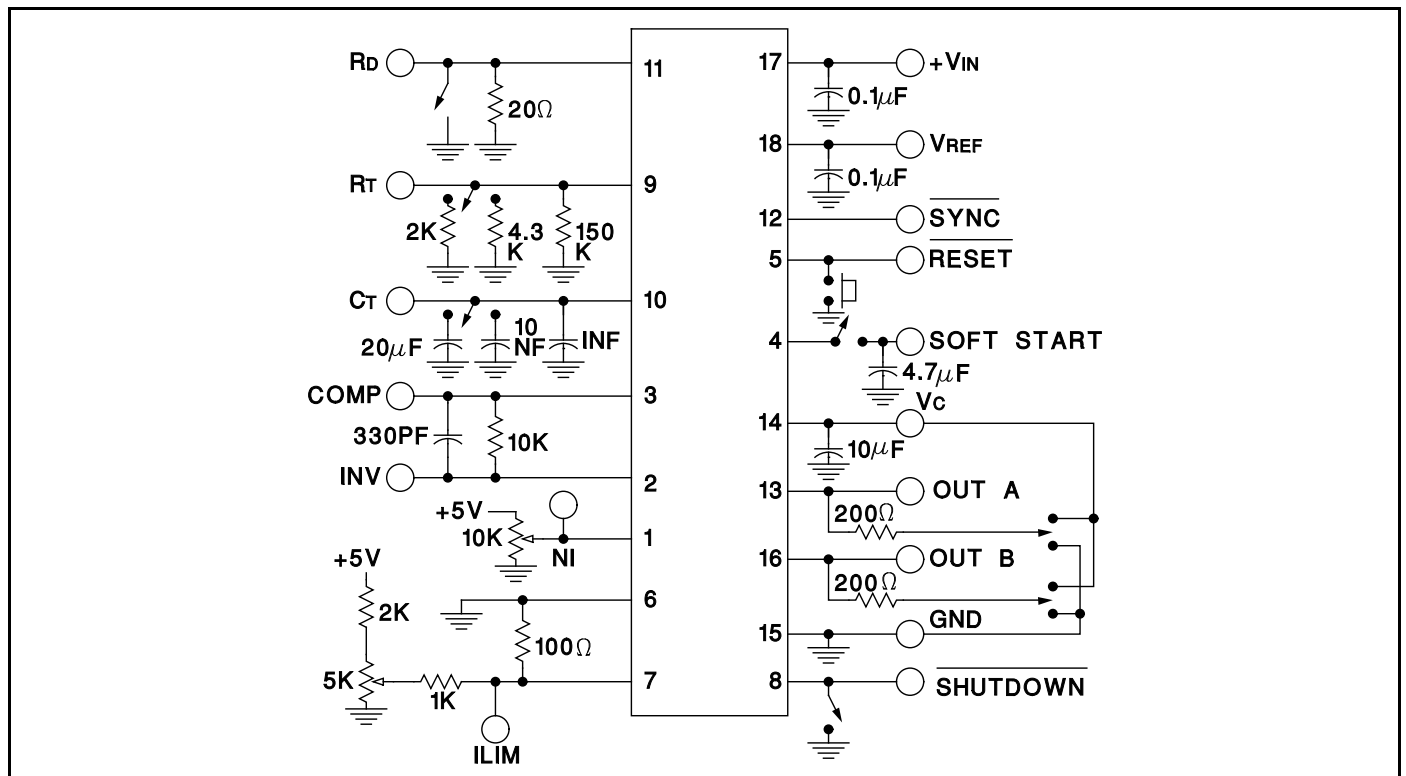 RD
11
20Ω
RT
9
2K
4.3
K
150
K
CT
10
20µF
10
NF
INF
COMP
3
330PF
10K
INV
2
+5V
10K
1
NI
+5V
6
2K
100Ω
5K
1K
7
ILIM
17
+VIN
0.1µF
18
VREF
0.1µF
12
SYNC
5
RESET
4
SOFT START
4.7µF
VC
14
10µF
13
OUT A
200Ω
16
OUT B
200Ω
GND
15
8
SHUTDOWN